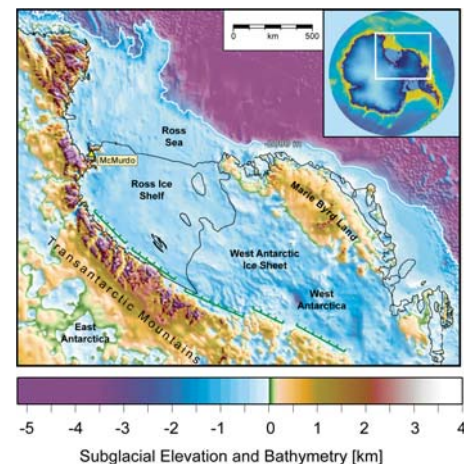 0 500
km
Ross
Sea
McMurdo
Ross Ice
Shelf
Marie Byrd Land
West Antarctic
Ice Sheet
West
Antarctica
Transantarctic Mountains
East
Antarctica
-5 -4 -3 -2 -1 0 1 2 3 4
Subglacial Elevation and Bathymetry [km]